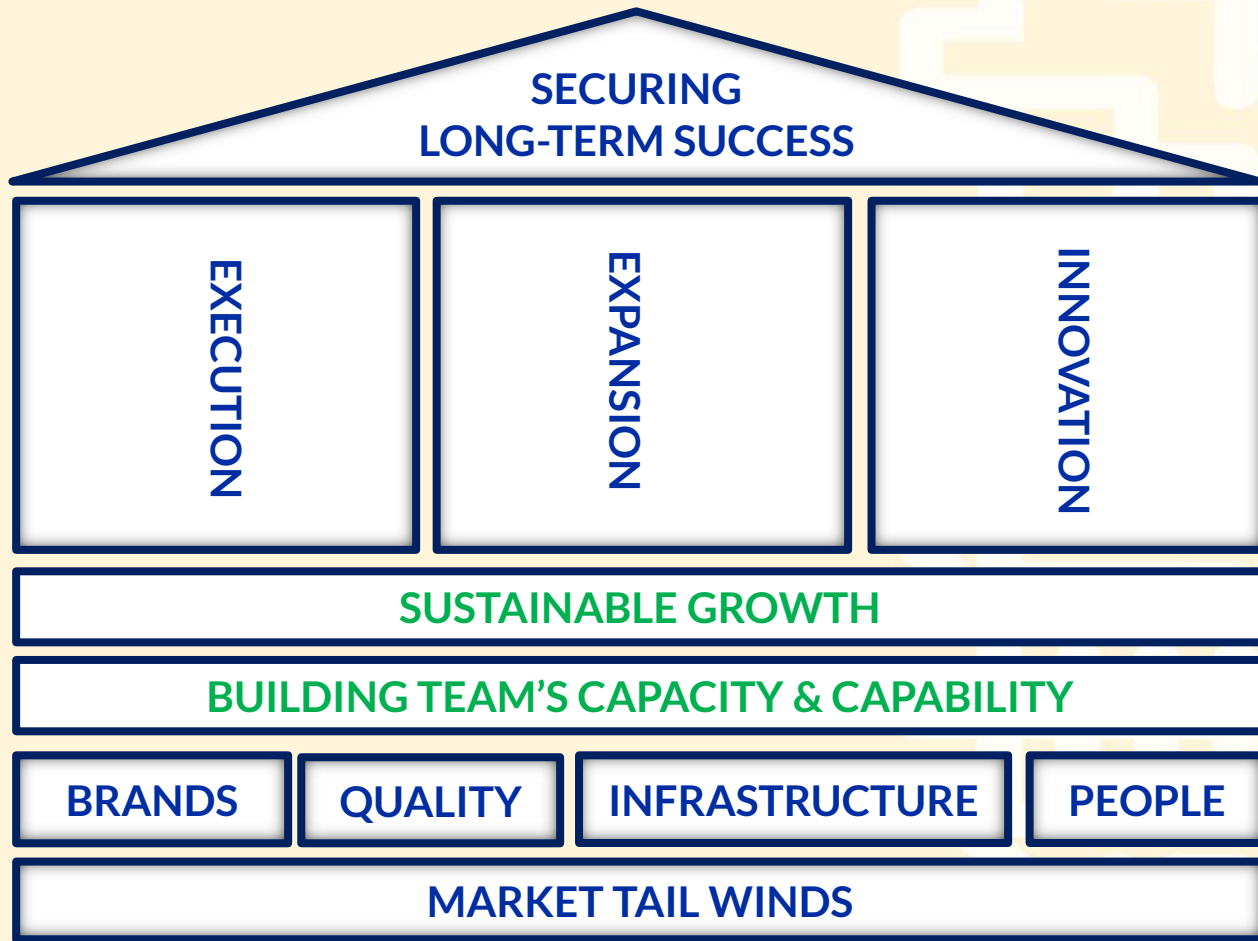 SECURING
LONG-TERM SUCCESS
EXECUTION
EXPANSION
INNOVATION
SUSTAINABLE GROWTH
BUILDING TEAM’S CAPACITY & CAPABILITY
BRANDS
QUALITY
INFRASTRUCTURE
PEOPLE
MARKET TAIL WINDS